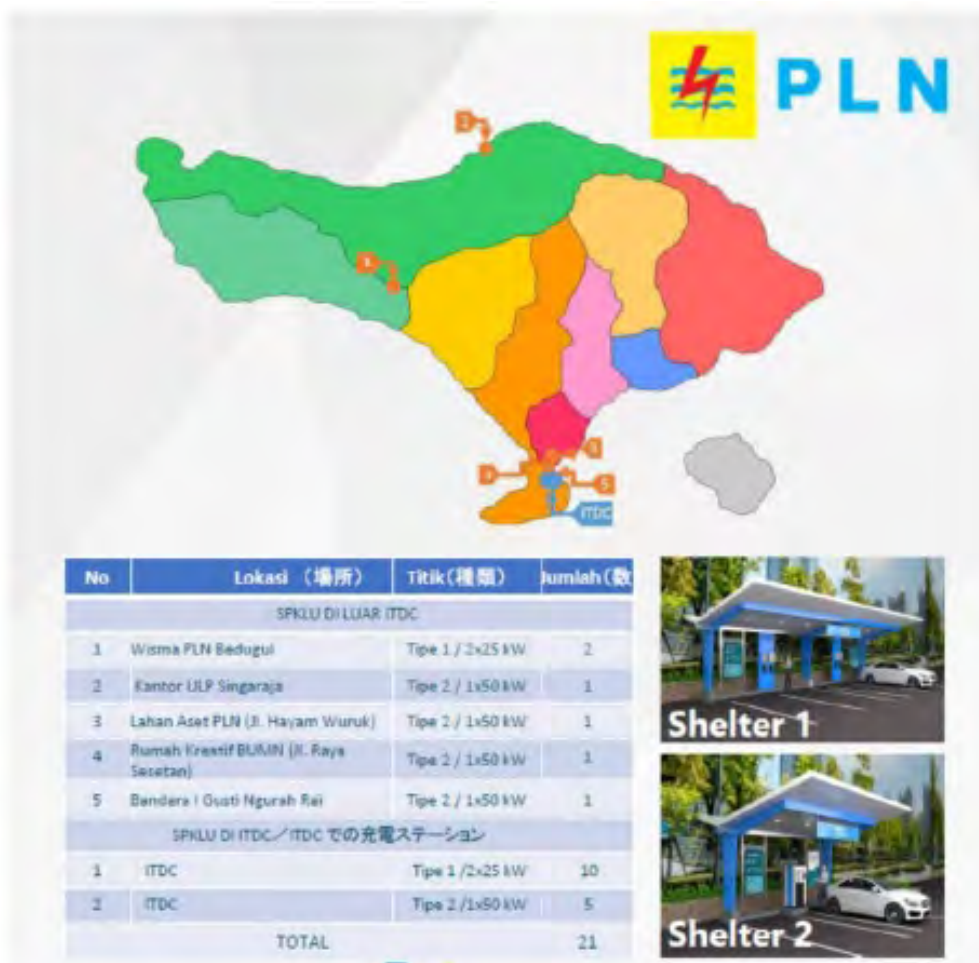 PLN
2
1
3
4
5
ITDC
No Lokasi （場所） Titik(種類) Jumlah（数
SPKLU DI LUAR ITDC
1 Wisma PLN Bedugul Tipe 1 / 2x25 kW 2
2 Kantor ULP Singaraja Tipe 2 / 1x50 kW 1
3 Lahan Aset PLN (Jl. Hayam Wuruk) Tipe 2 / 1x50 kW 1
4 Rumah Kreatif BUMN (Jl. Raya Sesetan) Tipe 2 / 1x50 kW 1
5 Bandara I Gusti Ngurah Rai Tipe 2 / 1x50 kW 1
SPKLU DI ITDC／ITDC での充電ステーション
1 ITDC Tipe 1 /2x25 kW 10
2 ITDC Tipe 2 /1x50 kW 5
TOTAL 21
Shelter 1
Shelter 2